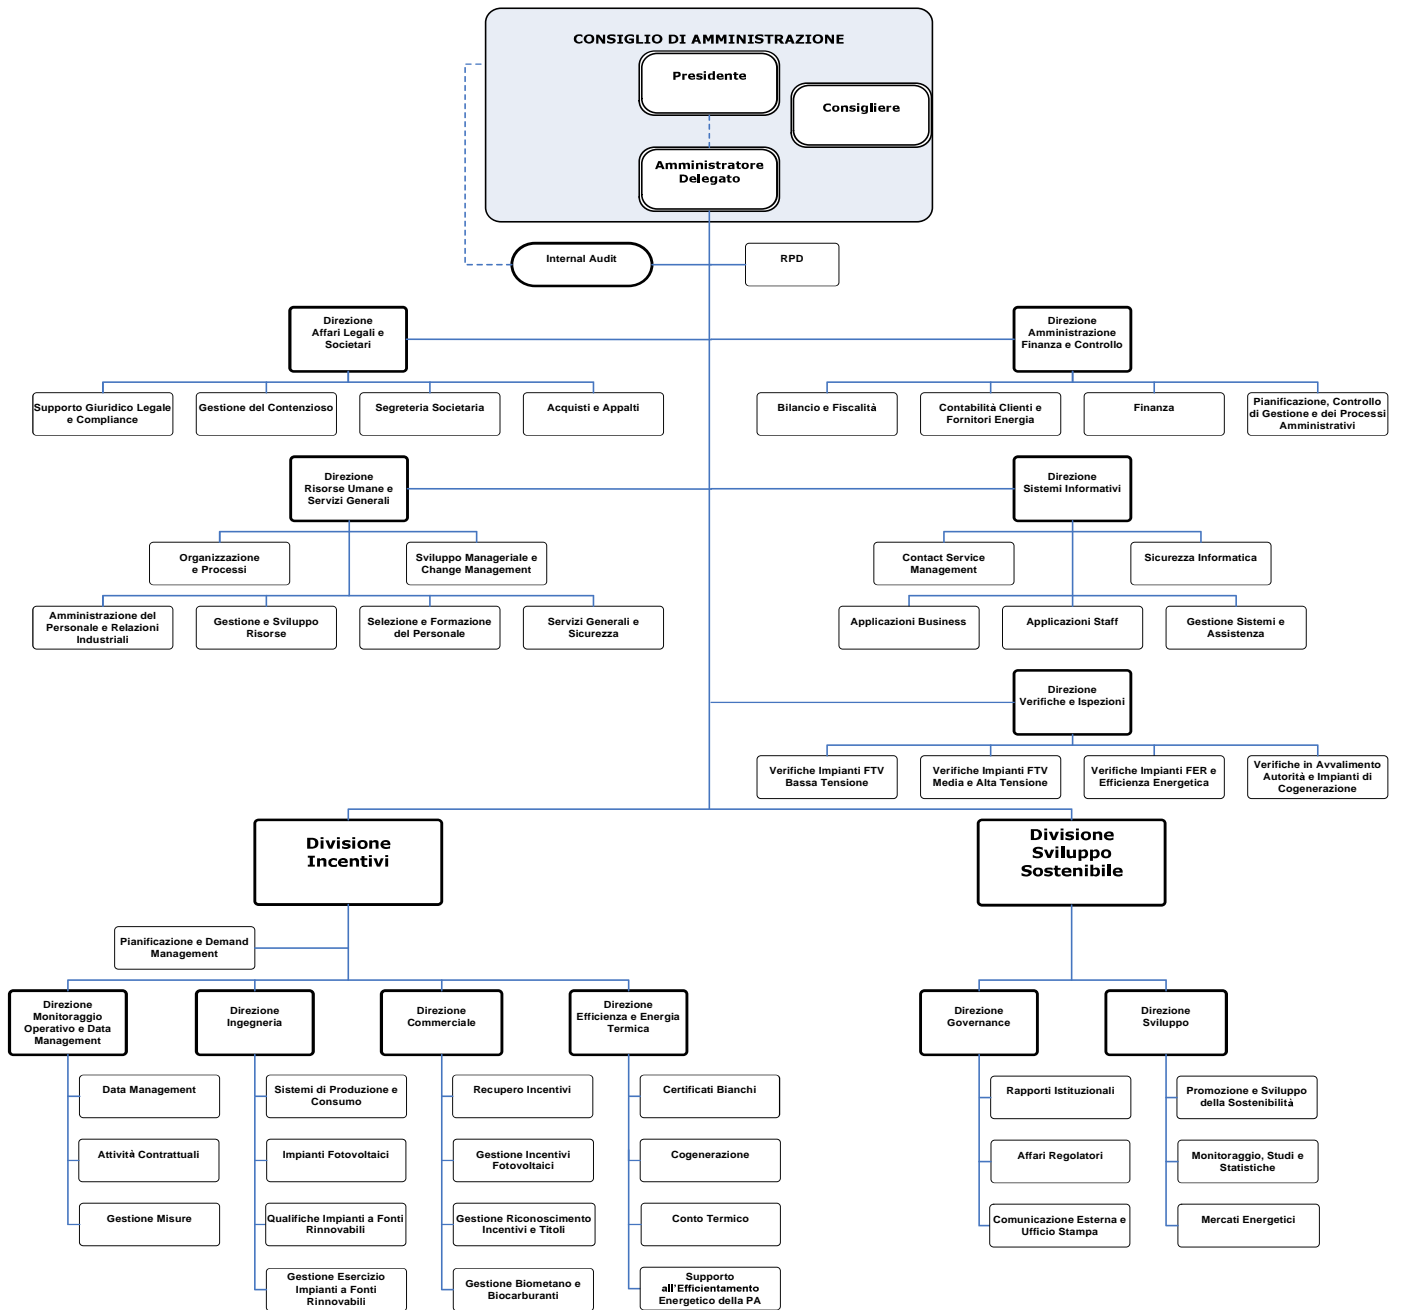 CONSIGLIO DI AMMINISTRAZIONE
Presidente
Consigliere
Amministratore
Delegato
Internal Audit
RPD
Direzione
Affari Legali e
Societari
Direzione
Amministrazione
Finanza e Controllo
Supporto Giuridico Legale
e Compliance
Gestione del Contenzioso
Segreteria Societaria
Acquisti e Appalti
Bilancio e Fiscalità
Contabilità Clienti e
Fornitori Energia
Finanza
Pianificazione, Controllo
di Gestione e dei Processi
Amministrativi
Direzione
Risorse Umane e
Servizi Generali
Direzione
Sistemi Informativi
Organizzazione
e Processi
Sviluppo Manageriale e
Change Management
Contact Service
Management
Sicurezza Informatica
Amministrazione del
Personale e Relazioni
Industriali
Gestione e Sviluppo
Risorse
Selezione e Formazione
del Personale
Servizi Generali e
Sicurezza
Applicazioni Business
Applicazioni Staff
Gestione Sistemi e
Assistenza
Direzione
Verifiche e Ispezioni
Verifiche Impianti FTV
Bassa Tensione
Verifiche Impianti FTV
Media e Alta Tensione
Verifiche Impianti FER e
Efficienza Energetica
Verifiche in Avvalimento
Autorità e Impianti di
Cogenerazione
Divisione
Incentivi
Divisione
Sviluppo
Sostenibile
Pianificazione e Demand
Management
Direzione
Monitoraggio
Operativo e Data
Management
Direzione
Ingegneria
Direzione
Commerciale
Direzione
Efficienza e Energia
Termica
Direzione
Governance
Direzione
Sviluppo
Data Management
Sistemi di Produzione e
Consumo
Recupero Incentivi
Certificati Bianchi
Rapporti Istituzionali
Promozione e Sviluppo
della Sostenibilità
Attività Contrattuali
Impianti Fotovoltaici
Gestione Incentivi
Fotovoltaici
Cogenerazione
Affari Regolatori
Monitoraggio, Studi e
Statistiche
Gestione Misure
Qualifiche Impianti a Fonti
Rinnovabili
Gestione Riconoscimento
Incentivi e Titoli
Conto Termico
Comunicazione Esterna e
Ufficio Stampa
Mercati Energetici
Gestione Esercizio
Impianti a Fonti
Rinnovabili
Gestione Biometano e
Biocarburanti
Supporto
all'Efficientamento
Energetico della PA